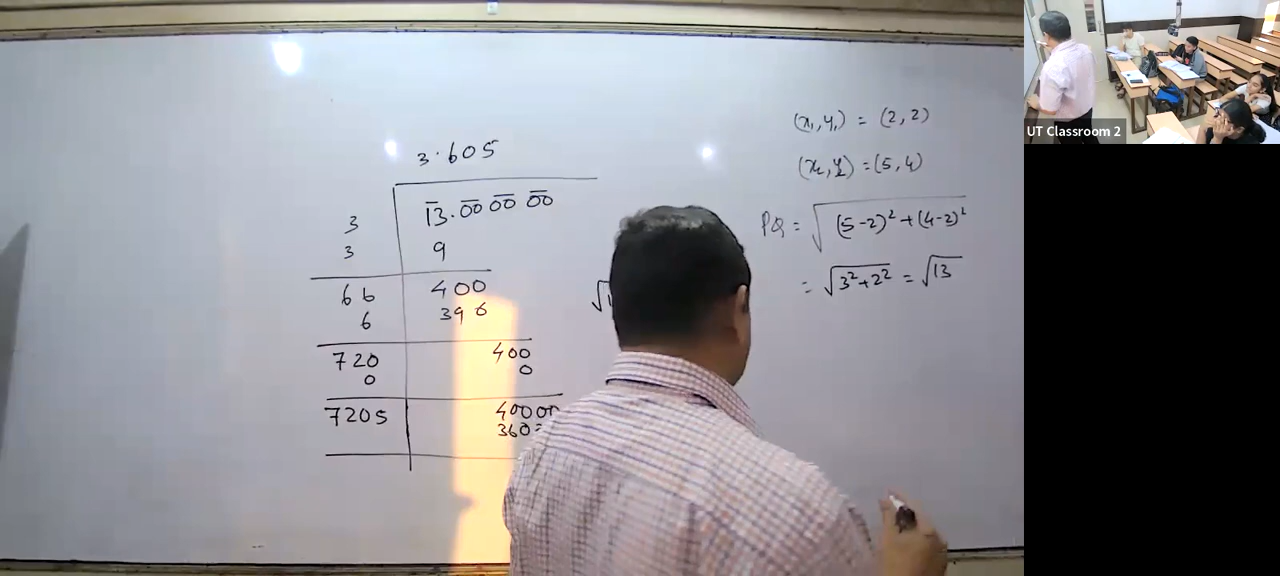 3.605
3 13.00 00 00
3 9
66 400
6 396
720 400
0 0
7205 40000
(x₁, y₁) = (2, 2)
(x₂, y₂) = (5, 4)
PQ = √(5-2)² + (4-2)²
= √3²+2² = √13
UT Classroom 2